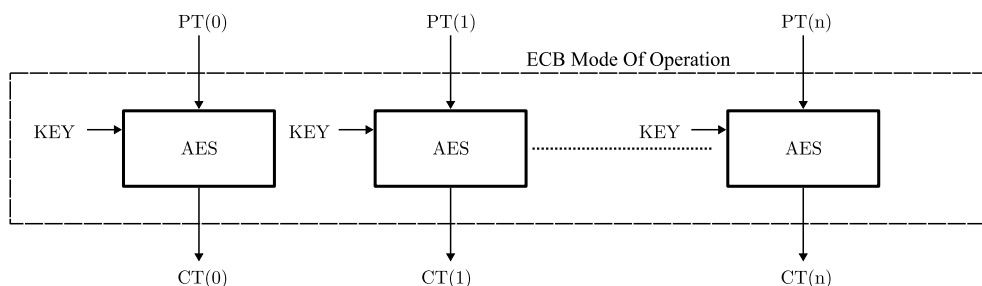 PT(0) PT(1) PT(n)
ECB Mode Of Operation
KEY KEY KEY
AES AES AES
CT(0) CT(1) CT(n)